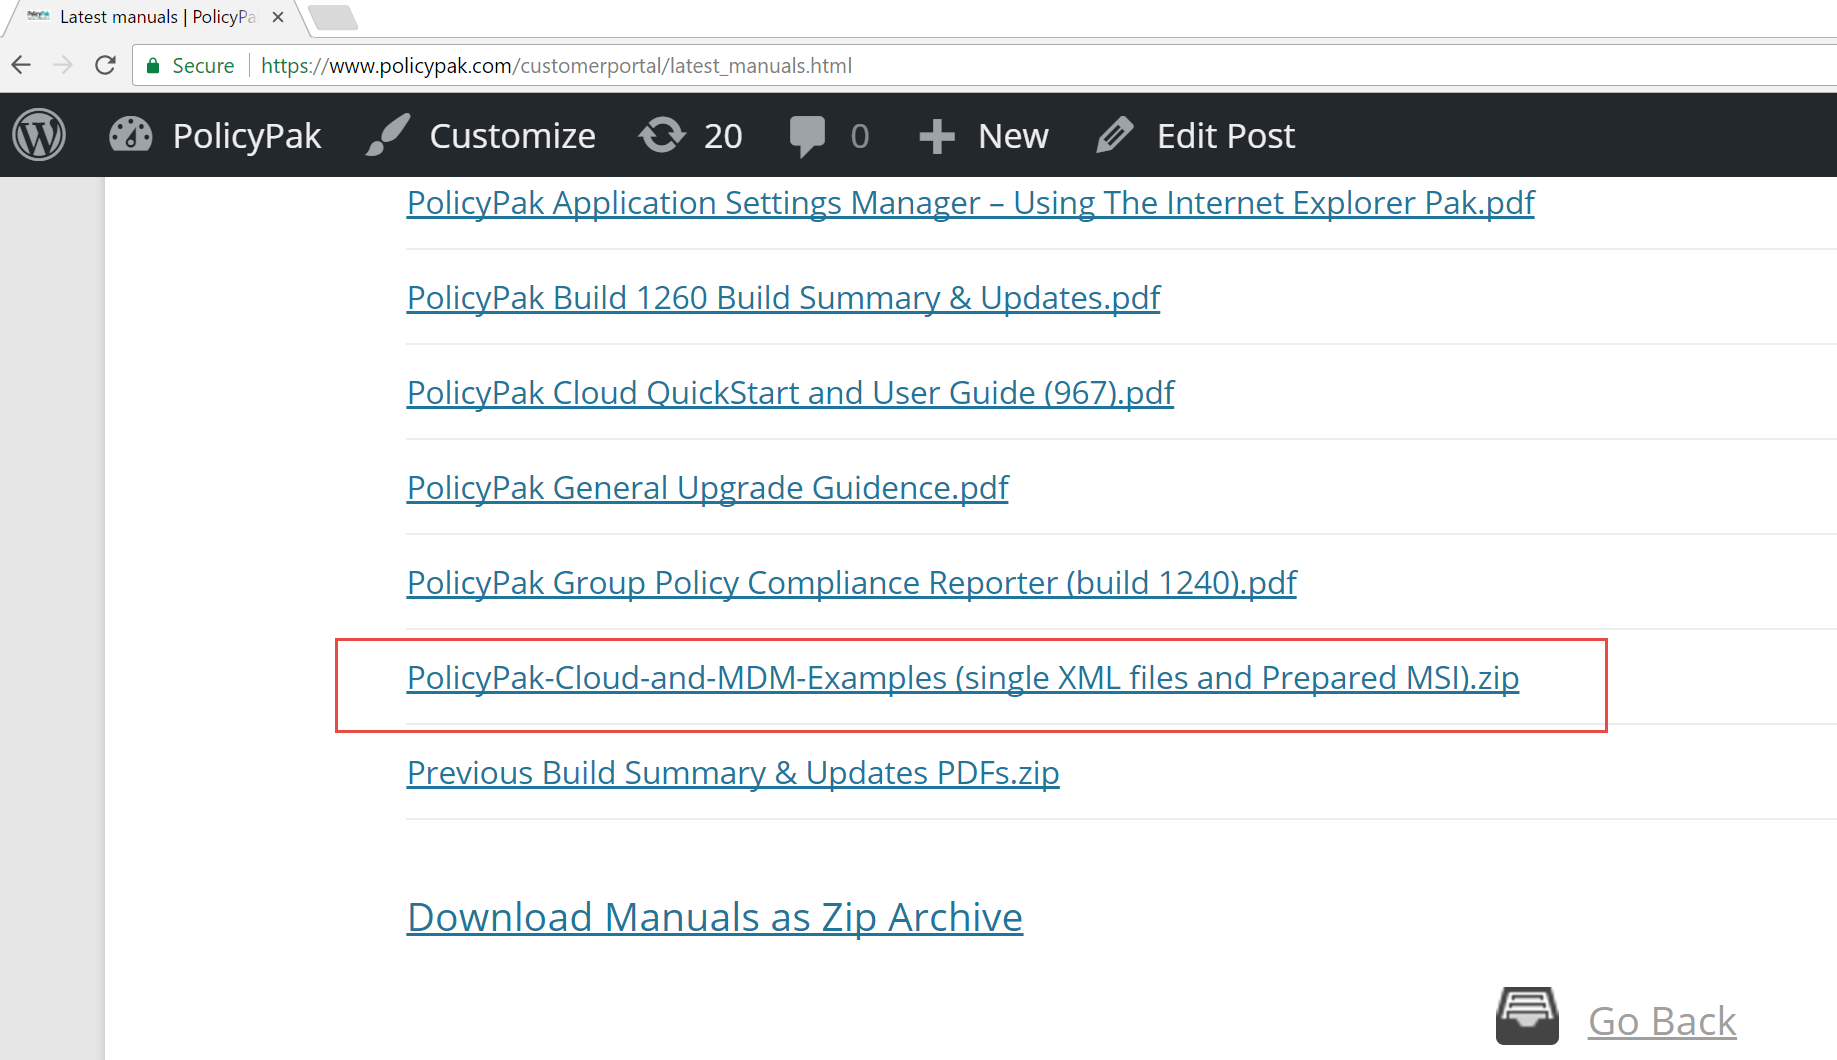 Latest manuals | PolicyPa
Secure https://www.policypak.com/customerportal/latest_manuals.html
PolicyPak Customize 20 0 New Edit Post
PolicyPak Application Settings Manager – Using The Internet Explorer Pak.pdf
PolicyPak Build 1260 Build Summary & Updates.pdf
PolicyPak Cloud QuickStart and User Guide (967).pdf
PolicyPak General Upgrade Guidence.pdf
PolicyPak Group Policy Compliance Reporter (build 1240).pdf
PolicyPak-Cloud-and-MDM-Examples (single XML files and Prepared MSI).zip
Previous Build Summary & Updates PDFs.zip
Download Manuals as Zip Archive
Go Back